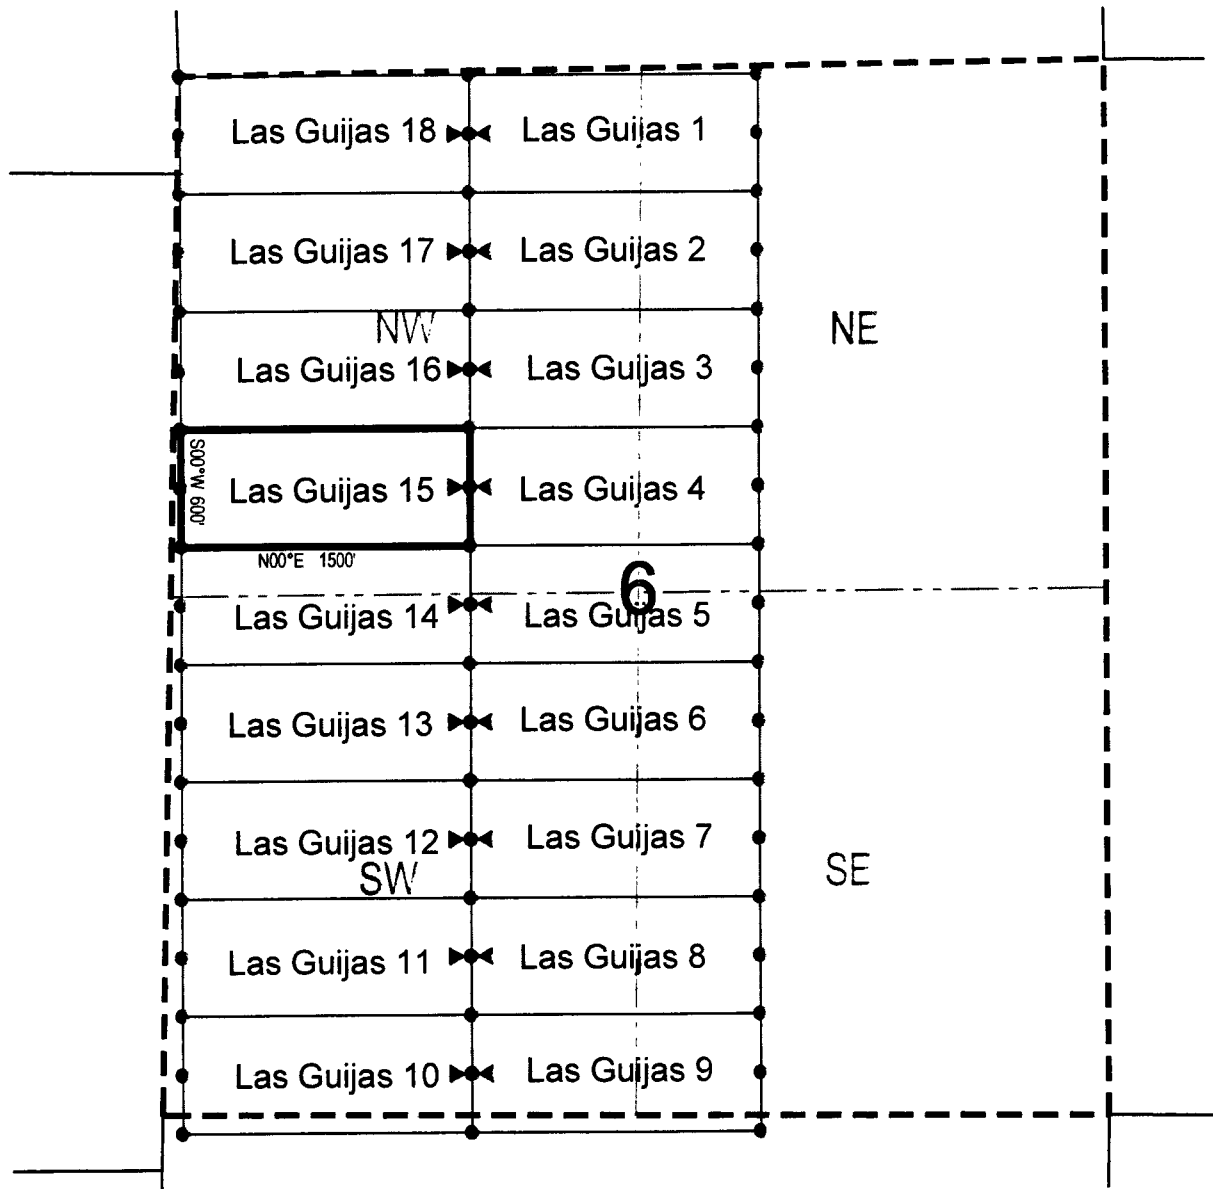 Las Guijas 18
Las Guijas 1
Las Guijas 17
Las Guijas 2
NW
NE
Las Guijas 16
Las Guijas 3
S00°W 600'
Las Guijas 15
Las Guijas 4
N00°E 1500'
6
Las Guijas 14
Las Guijas 5
Las Guijas 13
Las Guijas 6
Las Guijas 12
Las Guijas 7
SW
SE
Las Guijas 11
Las Guijas 8
Las Guijas 10
Las Guijas 9